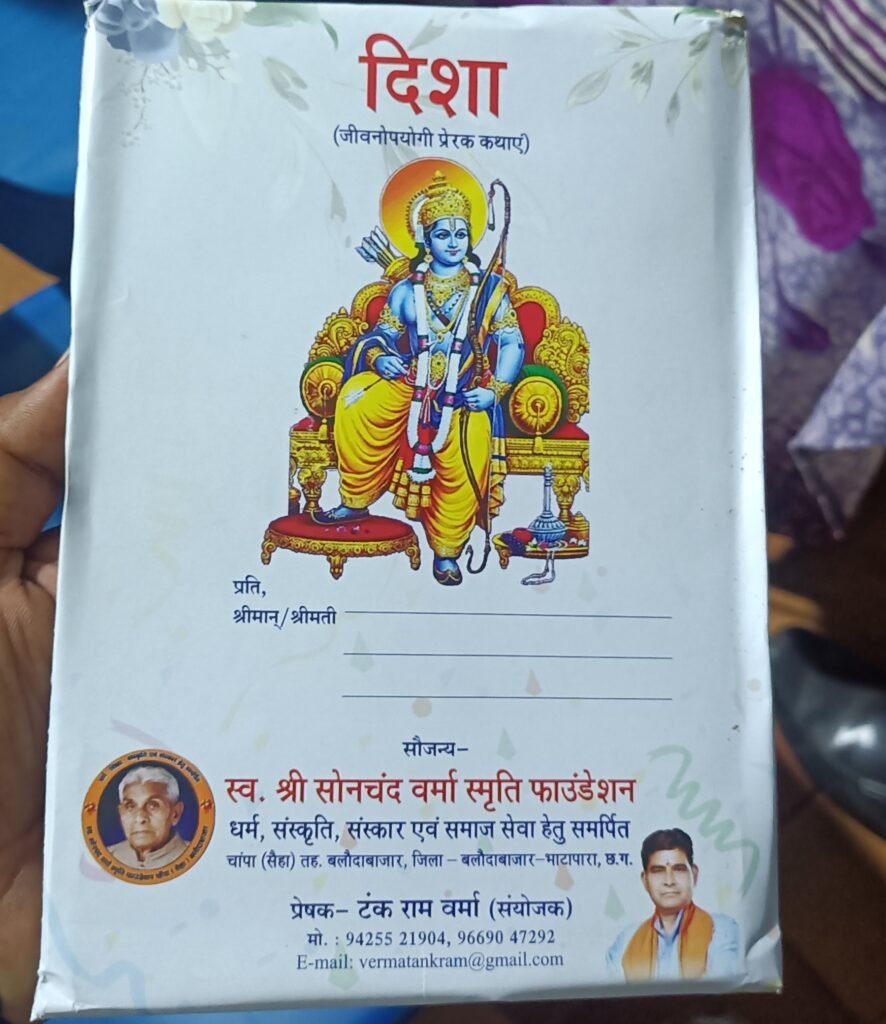 दिशा
(जीवनोपयोगी प्रेरक कथाएं)
प्रति,
श्रीमान्/श्रीमती
सौजन्य–
स्व. श्री सोनचंद वर्मा स्मृति फाउंडेशन
धर्म, संस्कृति, संस्कार एवं समाज सेवा हेतु समर्पित
चांपा (सैहा) तह. बलौदाबाजार, जिला – बलौदाबाजार–भाटापारा, छ.ग.
प्रेषक– टंक राम वर्मा (संयोजक)
मो. : 94255 21904, 96690 47292
E-mail: vermatankram@gmail.com